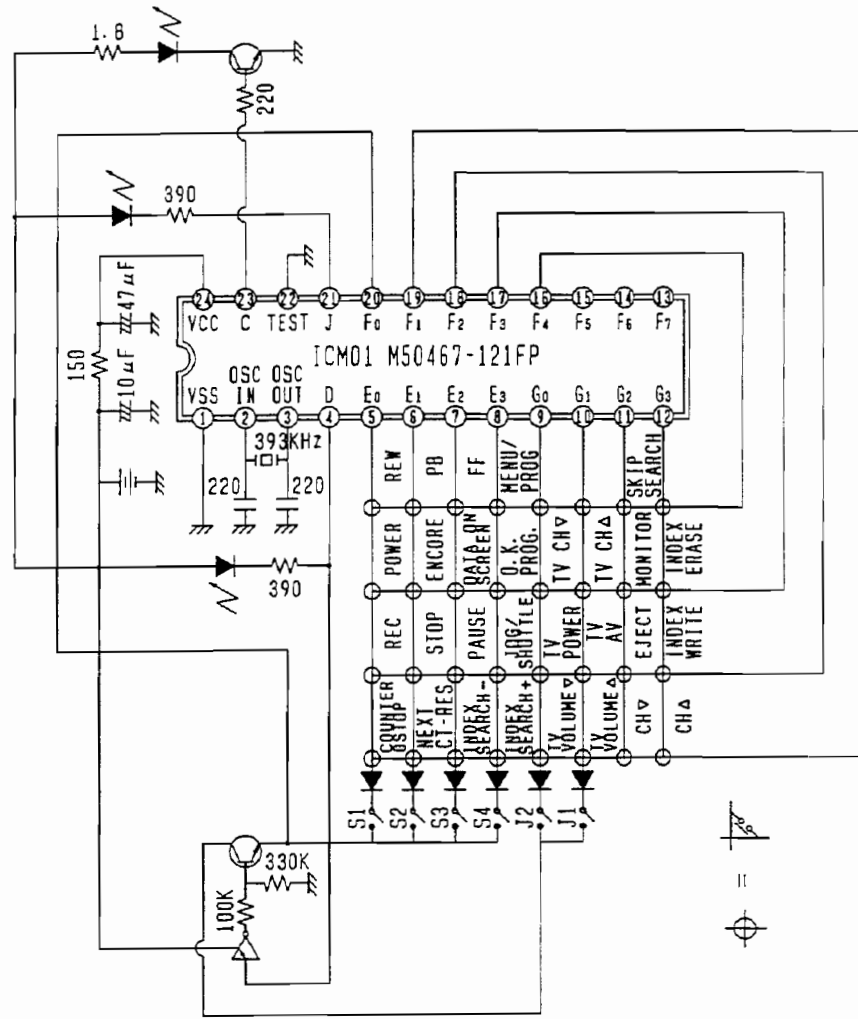 1.8
220
390
24 23 22 21 20 19 18 17 16 15 14 13
VCC C TEST J F0 F1 F2 F3 F4 F5 F6 F7
47μF
150
10μF
ICM01 M50467-121FP
VSS OSC IN OSC OUT D E0 E1 E2 E3 G0 G1 G2 G3
1 2 3 4 5 6 7 8 9 10 11 12
393KHz
220 220
390
REW
PB
FF
MENU/
PROG
SKIP
SEARCH
POWER
ENCORE
DATA ON
SCREEN
O.K.
PROG.
TV CH▽
TV CH△
MONITOR
INDEX
ERASE
REC
STOP
PAUSE
JOG/
SHUTTLE
TV
POWER
TV
AV
EJECT
INDEX
WRITE
COUNTER
0STOP
NEXT
CT-RES
INDEX
SEARCH-
INDEX
SEARCH+
TV
VOLUME▽
TV
VOLUME△
CH▽
CH△
S1 S2 S3 S4 J2 J1
330K
100K
=